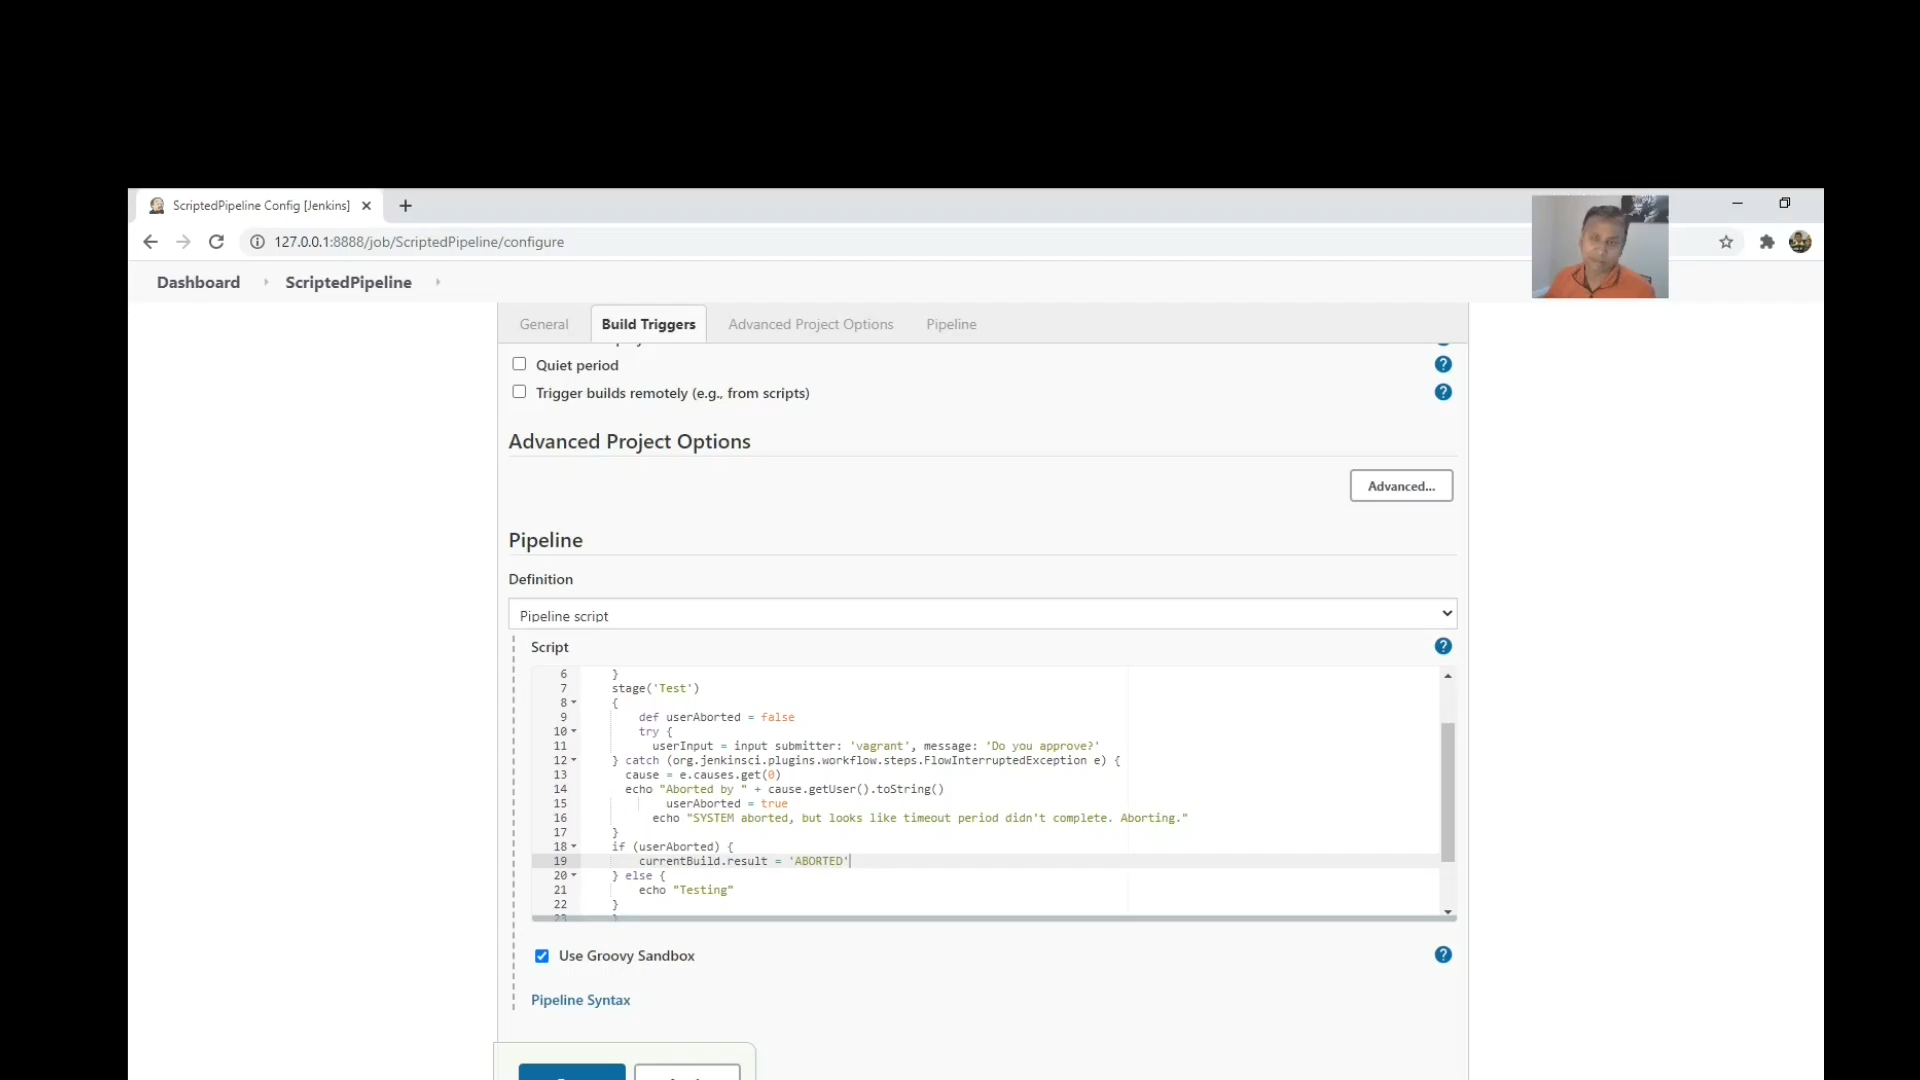 ScriptedPipeline Config [Jenkins]
127.0.0.1:8888/job/ScriptedPipeline/configure
Dashboard ScriptedPipeline
General Build Triggers Advanced Project Options Pipeline
Quiet period
Trigger builds remotely (e.g., from scripts)
Advanced Project Options
Advanced...
Pipeline
Definition
Pipeline script
Script
6 }
7 stage('Test')
8 {
9 def userAborted = false
10 try {
11 userInput = input submitter: 'vagrant', message: 'Do you approve?'
12 } catch (org.jenkinsci.plugins.workflow.steps.FlowInterruptedException e) {
13 cause = e.causes.get(0)
14 echo "Aborted by " + cause.getUser().toString()
15 userAborted = true
16 echo "SYSTEM aborted, but looks like timeout period didn't complete. Aborting."
17 }
18 if (userAborted) {
19 currentBuild.result = 'ABORTED'
20 } else {
21 echo "Testing"
22 }
Use Groovy Sandbox
Pipeline Syntax